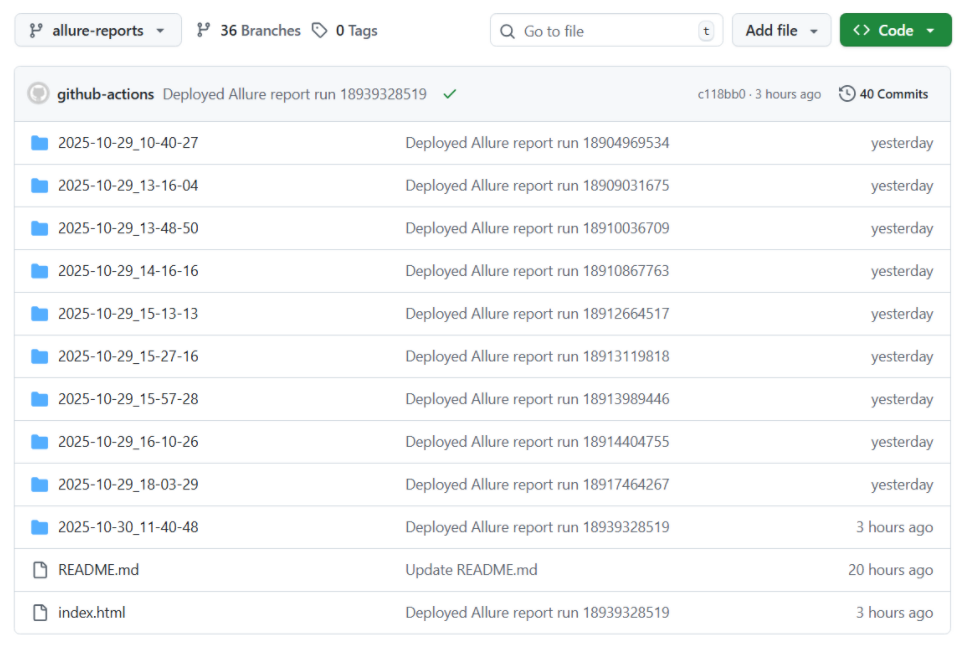 allure-reports 36 Branches 0 Tags Go to file t Add file <> Code
github-actions Deployed Allure report run 18939328519 c118bb0 · 3 hours ago 40 Commits
2025-10-29_10-40-27 Deployed Allure report run 18904969534 yesterday
2025-10-29_13-16-04 Deployed Allure report run 18909031675 yesterday
2025-10-29_13-48-50 Deployed Allure report run 18910036709 yesterday
2025-10-29_14-16-16 Deployed Allure report run 18910867763 yesterday
2025-10-29_15-13-13 Deployed Allure report run 18912664517 yesterday
2025-10-29_15-27-16 Deployed Allure report run 18913119818 yesterday
2025-10-29_15-57-28 Deployed Allure report run 18913989446 yesterday
2025-10-29_16-10-26 Deployed Allure report run 18914404755 yesterday
2025-10-29_18-03-29 Deployed Allure report run 18917464267 yesterday
2025-10-30_11-40-48 Deployed Allure report run 18939328519 3 hours ago
README.md Update README.md 20 hours ago
index.html Deployed Allure report run 18939328519 3 hours ago